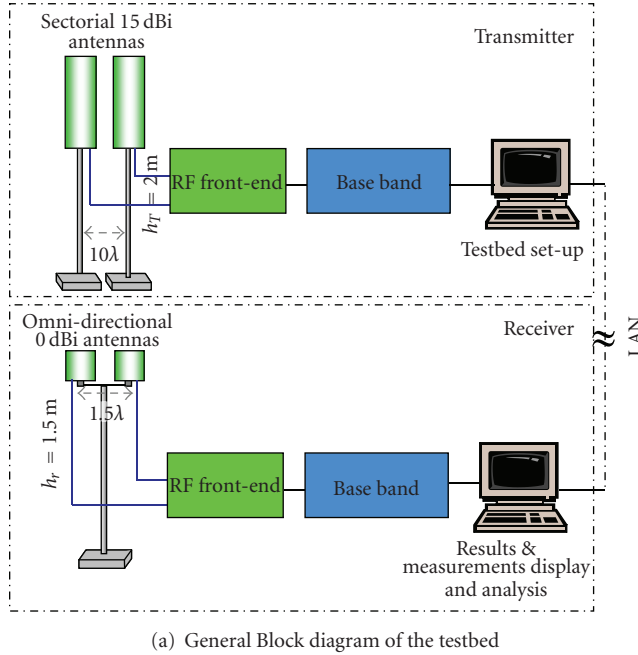 Sectorial 15 dBi
antennas
Transmitter
h_T = 2 m
RF front-end
Base band
10λ
Testbed set-up
Omni-directional
0 dBi antennas
Receiver
LAN
1.5λ
h_r = 1.5 m
RF front-end
Base band
Results &
measurements display
and analysis
(a) General Block diagram of the testbed